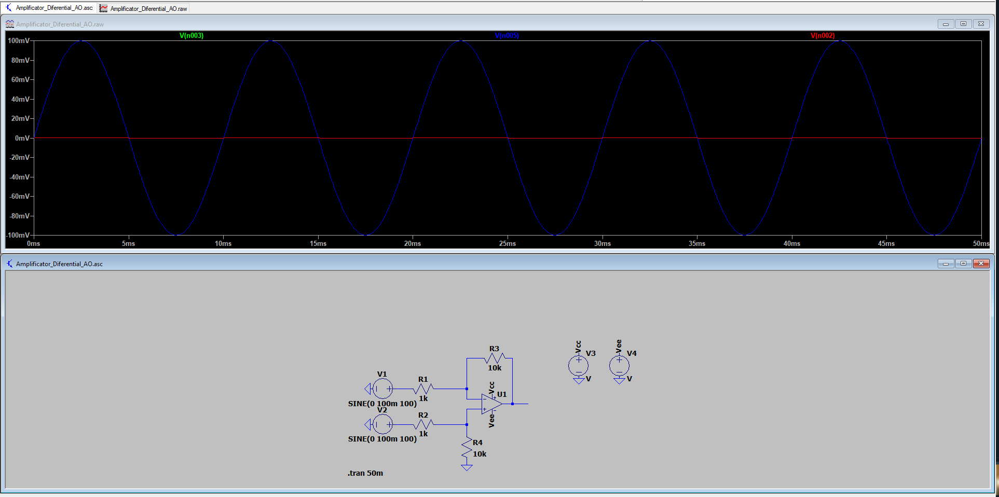 Amplificator_Diferential_AO.asc Amplificator_Diferential_AO.raw
Amplificator_Diferential_AO.raw
V(n003) V(n005) V(n002)
100mV
80mV
60mV
40mV
20mV
0mV
-20mV
-40mV
-60mV
-80mV
-100mV
0ms 5ms 10ms 15ms 20ms 25ms 30ms 35ms 40ms 45ms 50ms
Amplificator_Diferential_AO.asc
Vcc Vee
V3 V4
V V
R3
10k
V1 R1
1k
SINE(0 100m 100)
Vcc U1
V2 R2
1k
SINE(0 100m 100)
Vee
R4
10k
.tran 50m